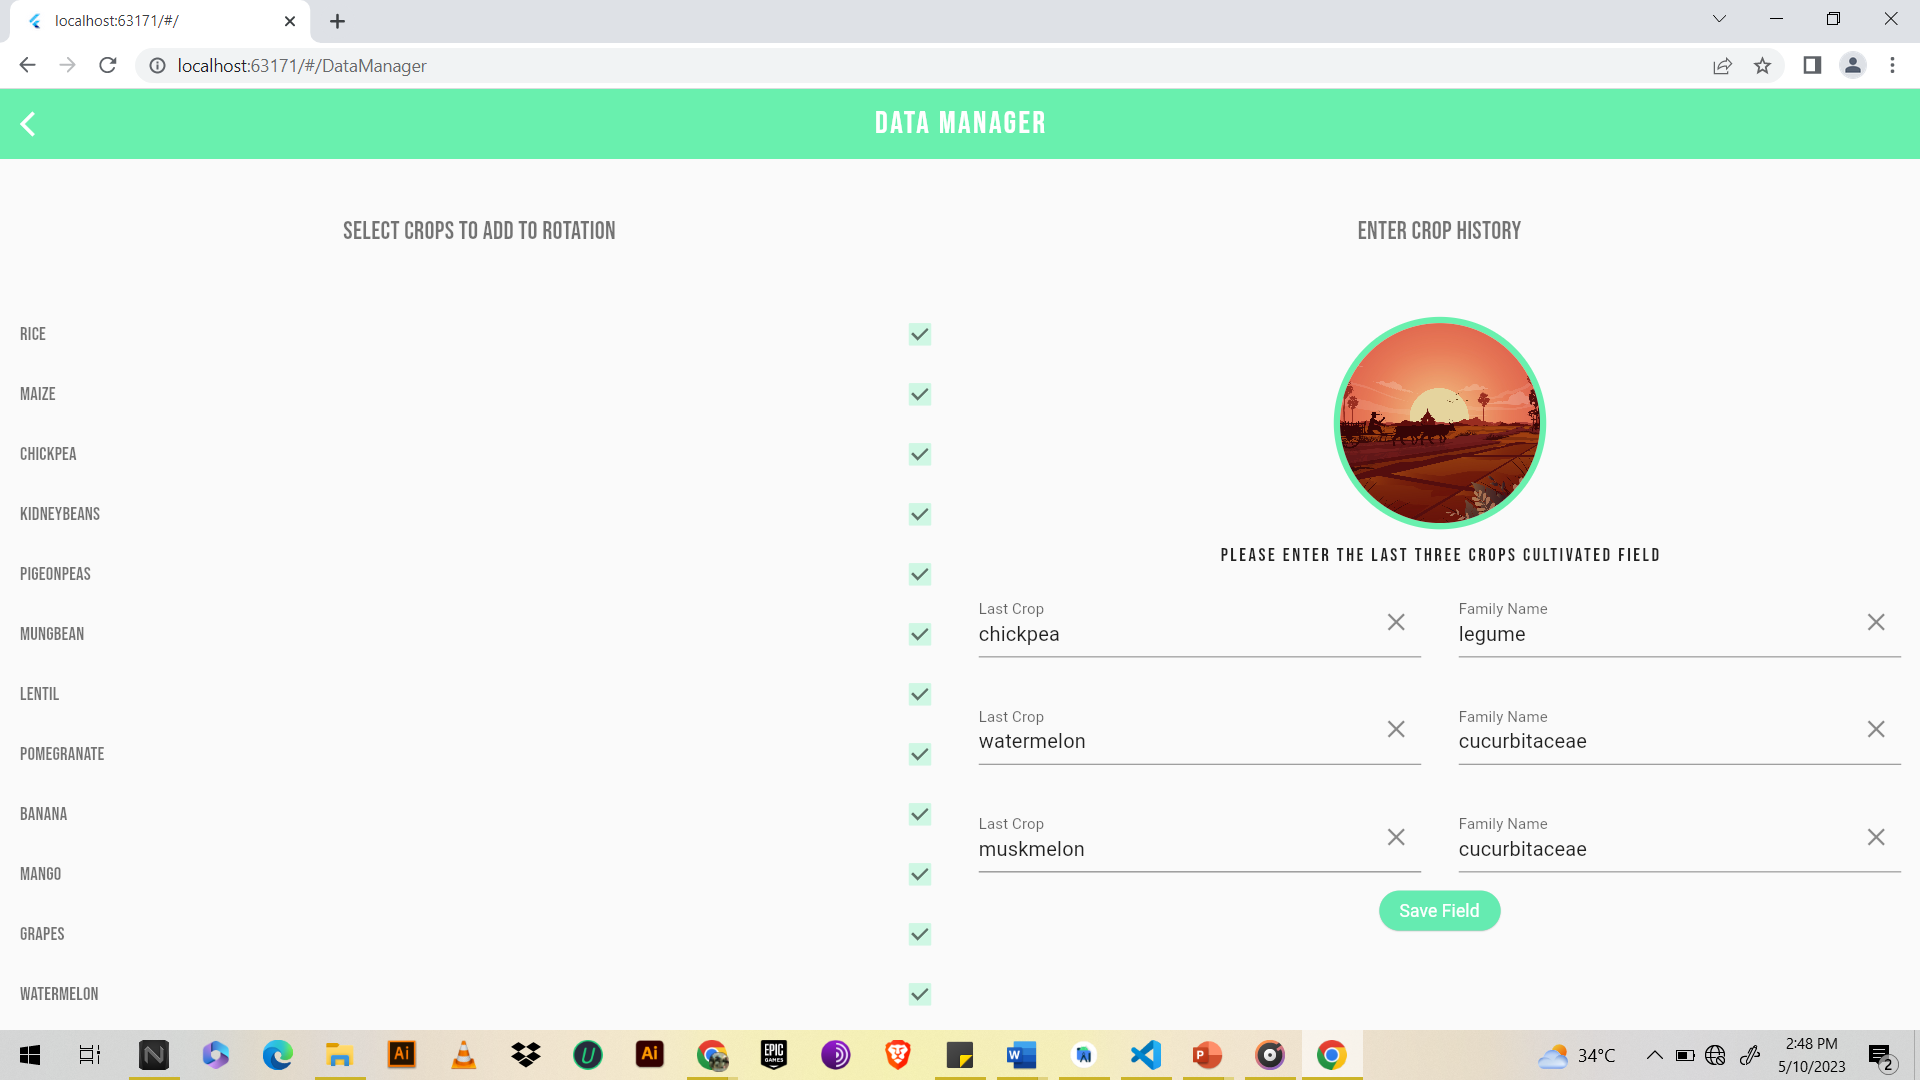 localhost:63171/#/
localhost:63171/#/DataManager
DATA MANAGER
SELECT CROPS TO ADD TO ROTATION
RICE
MAIZE
CHICKPEA
KIDNEYBEANS
PIGEONPEAS
MUNGBEAN
LENTIL
POMEGRANATE
BANANA
MANGO
GRAPES
WATERMELON
ENTER CROP HISTORY
PLEASE ENTER THE LAST THREE CROPS CULTIVATED FIELD
Last Crop
chickpea
Family Name
legume
Last Crop
watermelon
Family Name
cucurbitaceae
Last Crop
muskmelon
Family Name
cucurbitaceae
Save Field
N
Ai
U
Ai
EPIC
GAMES
W
P
34°C
2:48 PM
5/10/2023
2